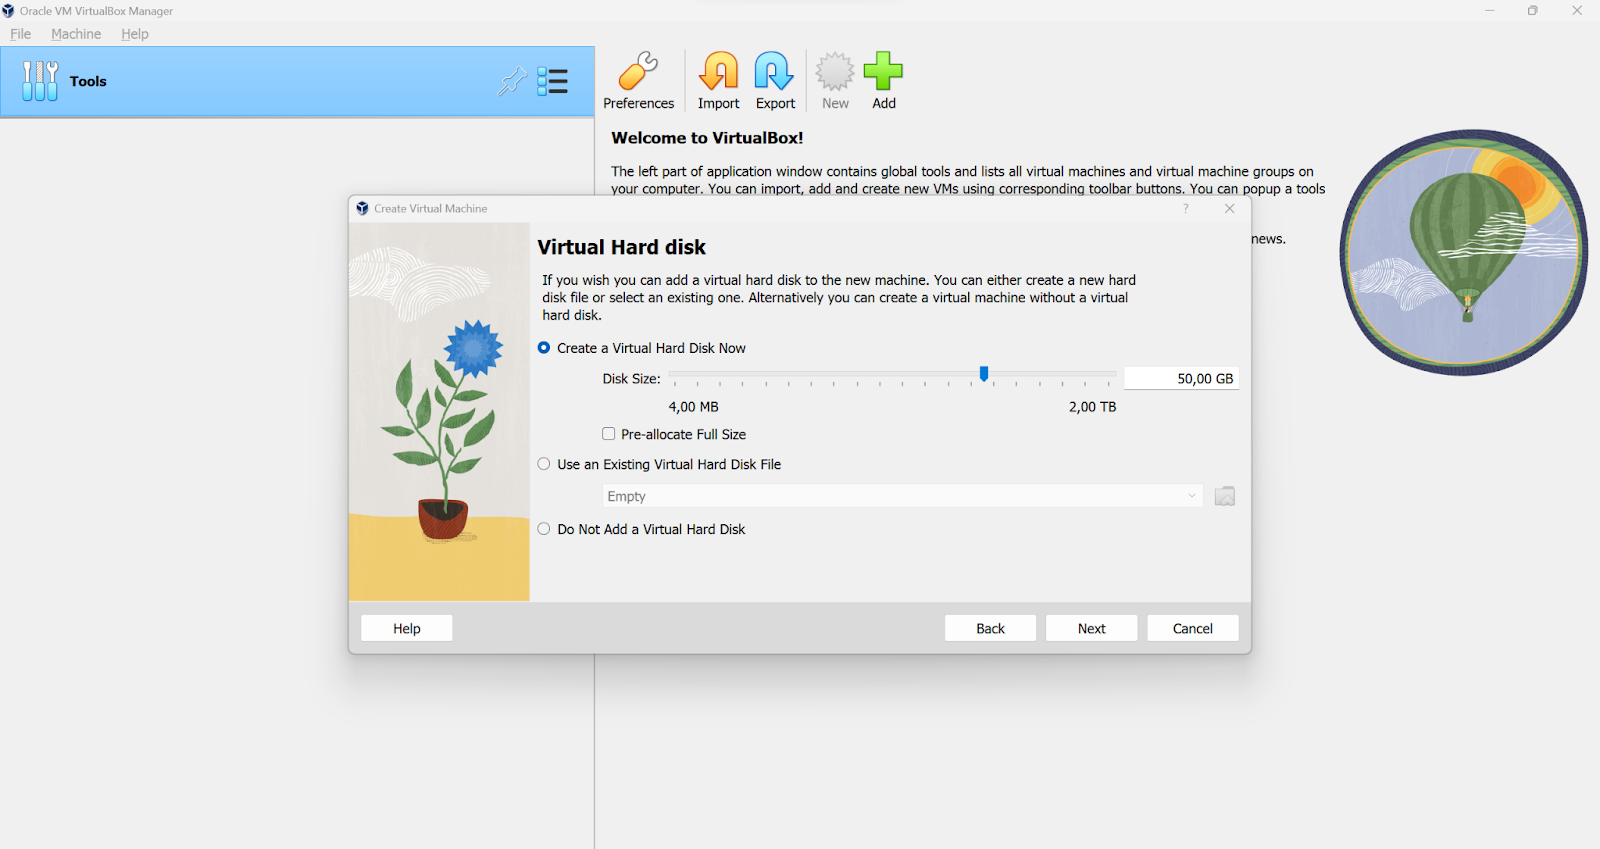 Oracle VM VirtualBox Manager
File Machine Help
Tools
Preferences Import Export New Add
Welcome to VirtualBox!
The left part of application window contains global tools and lists all virtual machines and virtual machine groups on
your computer. You can import, add and create new VMs using corresponding toolbar buttons. You can popup a tools
news.
Create Virtual Machine
?
Virtual Hard disk
If you wish you can add a virtual hard disk to the new machine. You can either create a new hard
disk file or select an existing one. Alternatively you can create a virtual machine without a virtual
hard disk.
Create a Virtual Hard Disk Now
Disk Size:
50,00 GB
4,00 MB
2,00 TB
Pre-allocate Full Size
Use an Existing Virtual Hard Disk File
Empty
Do Not Add a Virtual Hard Disk
Help
Back
Next
Cancel